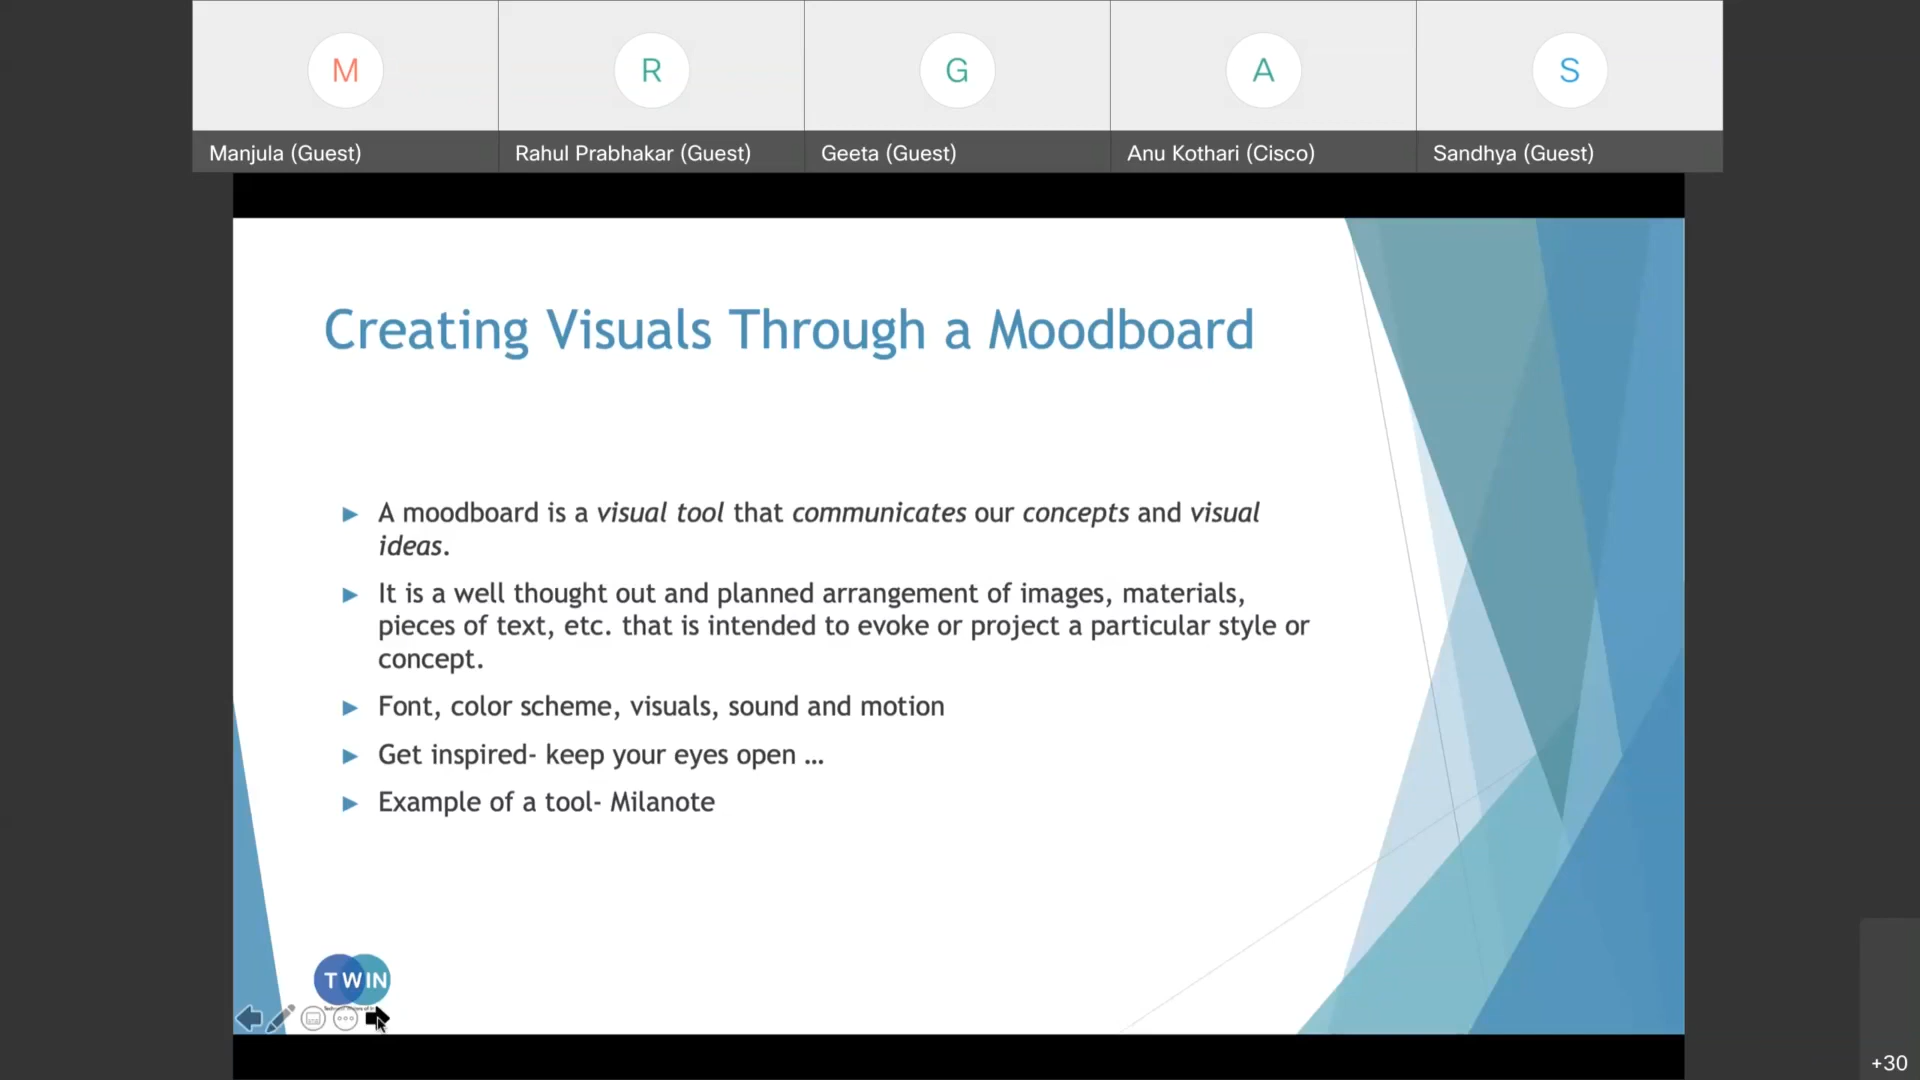 M
R
G
A
S
Manjula (Guest)
Rahul Prabhakar (Guest)
Geeta (Guest)
Anu Kothari (Cisco)
Sandhya (Guest)
Creating Visuals Through a Moodboard
A moodboard is a visual tool that communicates our concepts and visual
ideas.
It is a well thought out and planned arrangement of images, materials,
pieces of text, etc. that is intended to evoke or project a particular style or
concept.
Font, color scheme, visuals, sound and motion
Get inspired- keep your eyes open ...
Example of a tool- Milanote
TWIN
+30